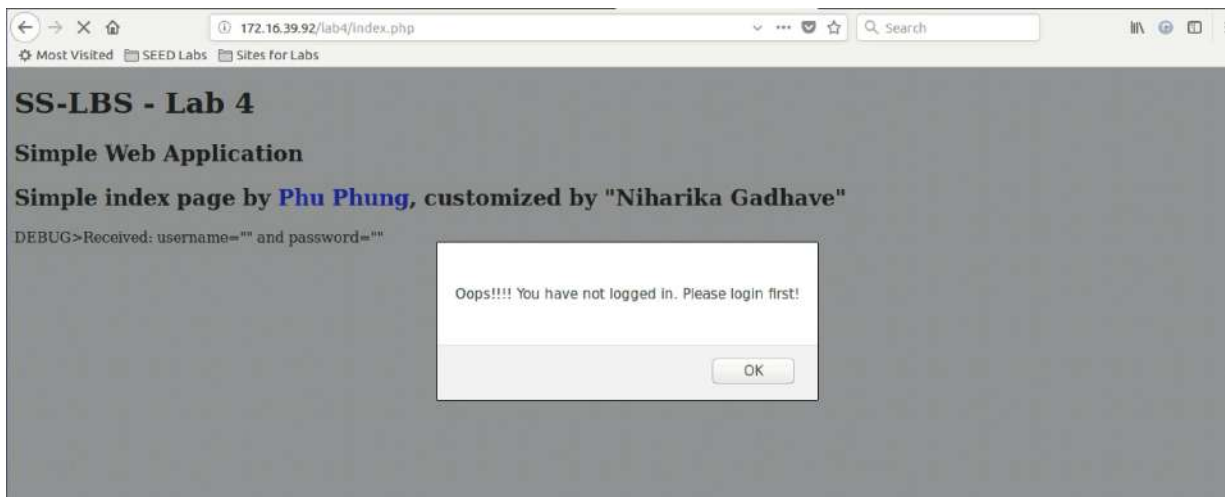 172.16.39.92/lab4/index.php
Search
Most Visited SEED Labs Sites for Labs
SS-LBS - Lab 4
Simple Web Application
Simple index page by Phu Phung, customized by "Niharika Gadhave"
DEBUG>Received: username="" and password=""
Oops!!!! You have not logged in. Please login first!
OK